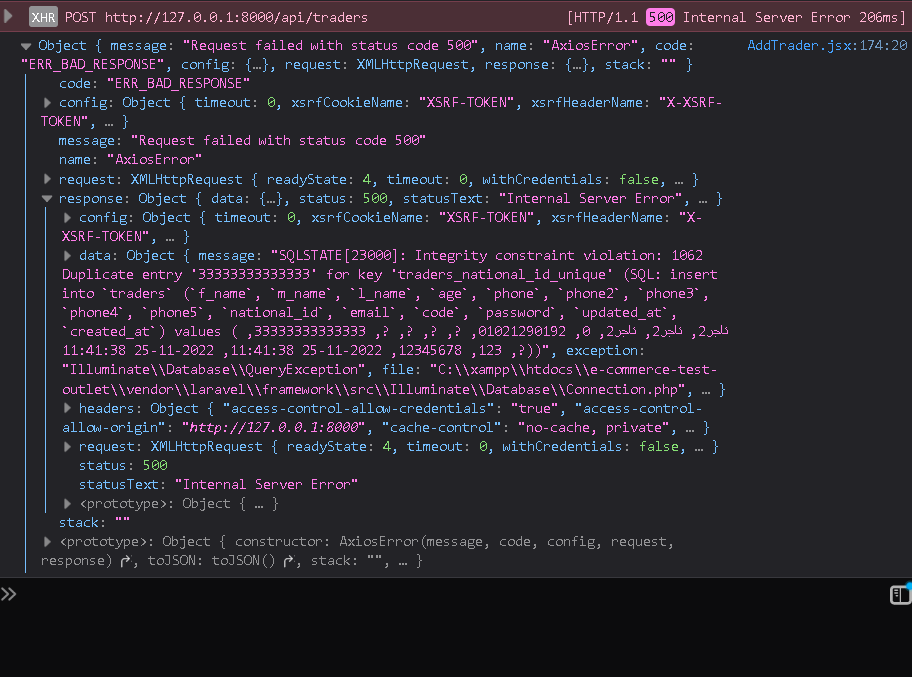 XHR POST http://127.0.0.1:8000/api/traders [HTTP/1.1 500 Internal Server Error 206ms]
Object { message: "Request failed with status code 500", name: "AxiosError", code: AddTrader.jsx:174:20
"ERR_BAD_RESPONSE", config: {…}, request: XMLHttpRequest, response: {…}, stack: "" }
code: "ERR_BAD_RESPONSE"
config: Object { timeout: 0, xsrfCookieName: "XSRF-TOKEN", xsrfHeaderName: "X-XSRF-
TOKEN", … }
message: "Request failed with status code 500"
name: "AxiosError"
request: XMLHttpRequest { readyState: 4, timeout: 0, withCredentials: false, … }
response: Object { data: {…}, status: 500, statusText: "Internal Server Error", … }
config: Object { timeout: 0, xsrfCookieName: "XSRF-TOKEN", xsrfHeaderName: "X-
XSRF-TOKEN", … }
data: Object { message: "SQLSTATE[23000]: Integrity constraint violation: 1062
Duplicate entry '33333333333333' for key 'traders_national_id_unique' (SQL: insert
into `traders` (`f_name`, `m_name`, `l_name`, `age`, `phone`, `phone2`, `phone3`,
`phone4`, `phone5`, `national_id`, `email`, `code`, `password`, `updated_at`,
`created_at`) values ( ,33333333333333 ,? ,? ,? ,? ,01021290192 ,0 ,تاجر2, تاجر2, تاجر2
11:41:38 25-11-2022 ,11:41:38 25-11-2022 ,12345678 ,123 ,?))", exception:
"Illuminate\\Database\\QueryException", file: "C:\\xampp\\htdocs\\e-commerce-test-
outlet\\vendor\\laravel\\framework\\src\\Illuminate\\Database\\Connection.php", … }
headers: Object { "access-control-allow-credentials": "true", "access-control-
allow-origin": "http://127.0.0.1:8000", "cache-control": "no-cache, private", … }
request: XMLHttpRequest { readyState: 4, timeout: 0, withCredentials: false, … }
status: 500
statusText: "Internal Server Error"
<prototype>: Object { … }
stack: ""
<prototype>: Object { constructor: AxiosError(message, code, config, request,
response), toJSON: toJSON(), stack: "", … }